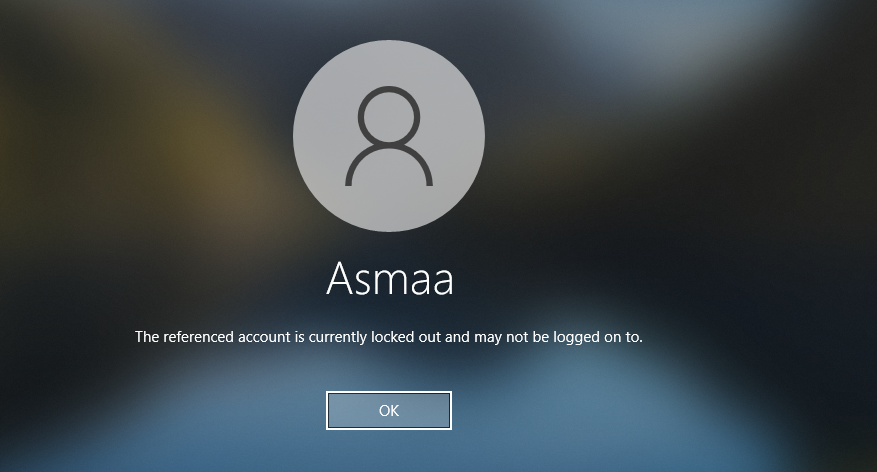 Asmaa
The referenced account is currently locked out and may not be logged on to.
OK